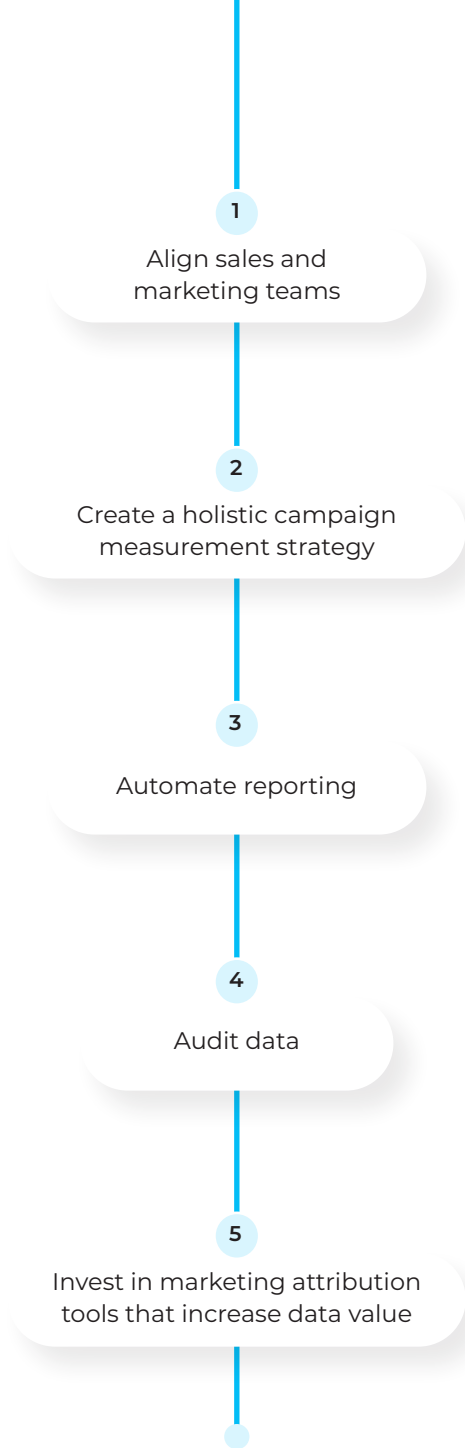 1
Align sales and
marketing teams
2
Create a holistic campaign
measurement strategy
3
Automate reporting
4
Audit data
5
Invest in marketing attribution
tools that increase data value